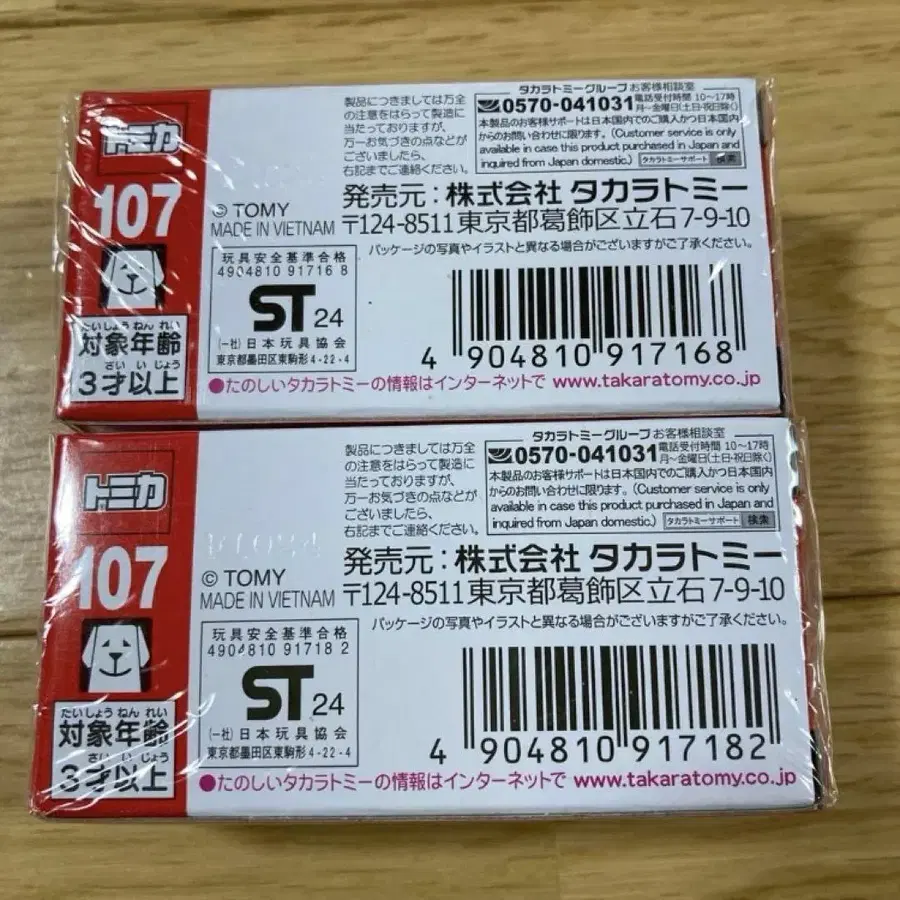 トミカ
107
たいしょうねんれい
対象年齢
さいいじょう
3才以上
© TOMY
MADE IN VIETNAM
製品につきましては万全
の注意をはらって製造に
当たっておりますが、
万一お気づきの点などが
ございましたら、
右記までご連絡ください。
タカラトミーグループ お客様相談室
0570-041031 電話受付時間 10〜17時
月〜金曜日(土日・祝日除く)
本製品のお客様サポートは日本国内でのご購入かつ日本国内
からのお問い合わせに限ります。(Customer service is only
available in case this product purchased in Japan and
inquired from Japan domestic.) タカラトミーサポート 検索
発売元:株式会社 タカラトミー
〒124-8511 東京都葛飾区立石7-9-10
パッケージの写真やイラストと異なる場合がございますがご了承ください。
玩具安全基準合格
4904810 91716 8
ST 24
(一社)日本玩具協会
東京都墨田区東駒形4-22-4
4 904810 917168
●たのしいタカラトミーの情報はインターネットで www.takaratomy.co.jp
トミカ
107
たいしょうねんれい
対象年齢
さいいじょう
3才以上
© TOMY
MADE IN VIETNAM
製品につきましては万全
の注意をはらって製造に
当たっておりますが、
万一お気づきの点などが
ございましたら、
右記までご連絡ください。
タカラトミーグループ お客様相談室
0570-041031 電話受付時間 10〜17時
月〜金曜日(土日・祝日除く)
本製品のお客様サポートは日本国内でのご購入かつ日本国内
からのお問い合わせに限ります。(Customer service is only
available in case this product purchased in Japan and
inquired from Japan domestic.) タカラトミーサポート 検索
発売元:株式会社 タカラトミー
〒124-8511 東京都葛飾区立石7-9-10
パッケージの写真やイラストと異なる場合がございますがご了承ください。
玩具安全基準合格
4904810 91718 2
ST 24
(一社)日本玩具協会
東京都墨田区東駒形4-22-4
4 904810 917182
●たのしいタカラトミーの情報はインターネットで www.takaratomy.co.jp